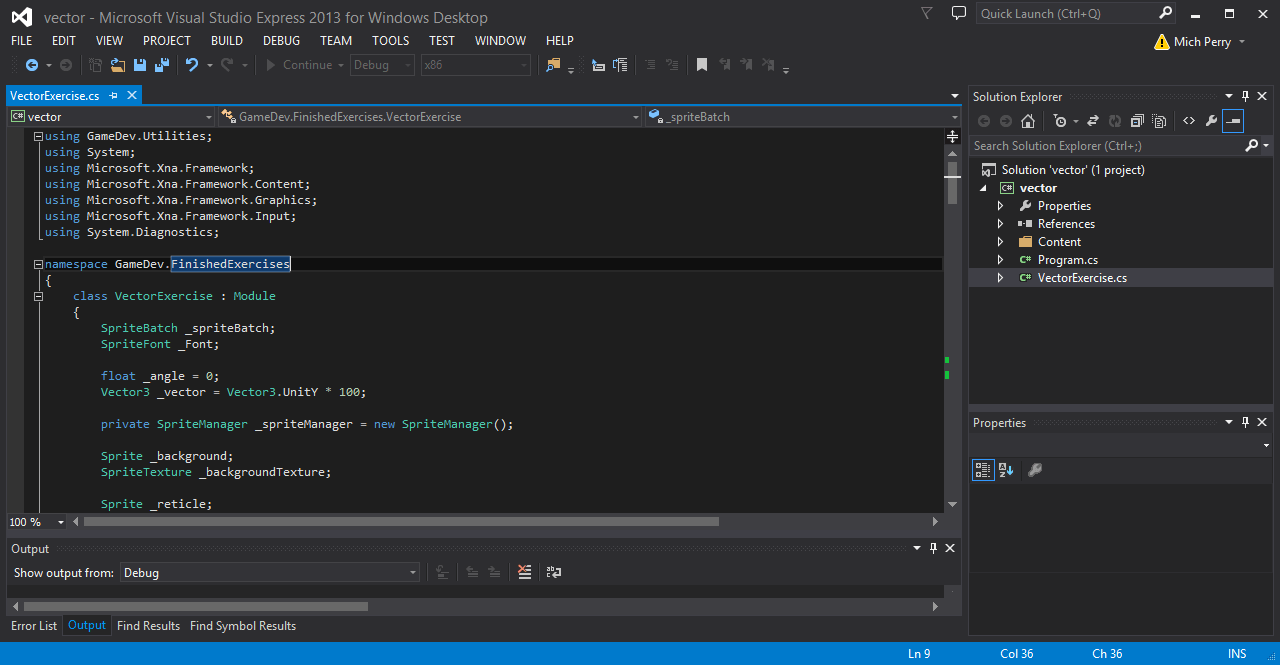 vector - Microsoft Visual Studio Express 2013 for Windows Desktop
Quick Launch (Ctrl+Q)
FILE EDIT VIEW PROJECT BUILD DEBUG TEAM TOOLS TEST WINDOW HELP
Mich Perry
Continue Debug x86
VectorExercise.cs
C# vector GameDev.FinishedExercises.VectorExercise _spriteBatch
using GameDev.Utilities;
using System;
using Microsoft.Xna.Framework;
using Microsoft.Xna.Framework.Content;
using Microsoft.Xna.Framework.Graphics;
using Microsoft.Xna.Framework.Input;
using System.Diagnostics;
namespace GameDev.FinishedExercises
{
class VectorExercise : Module
{
SpriteBatch _spriteBatch;
SpriteFont _Font;
float _angle = 0;
Vector3 _vector = Vector3.UnitY * 100;
private SpriteManager _spriteManager = new SpriteManager();
Sprite _background;
SpriteTexture _backgroundTexture;
Sprite _reticle;
100 %
Output
Show output from: Debug
Error List Output Find Results Find Symbol Results
Solution Explorer
Search Solution Explorer (Ctrl+;)
Solution 'vector' (1 project)
C# vector
Properties
References
Content
C# Program.cs
C# VectorExercise.cs
Properties
Ln 9 Col 36 Ch 36 INS